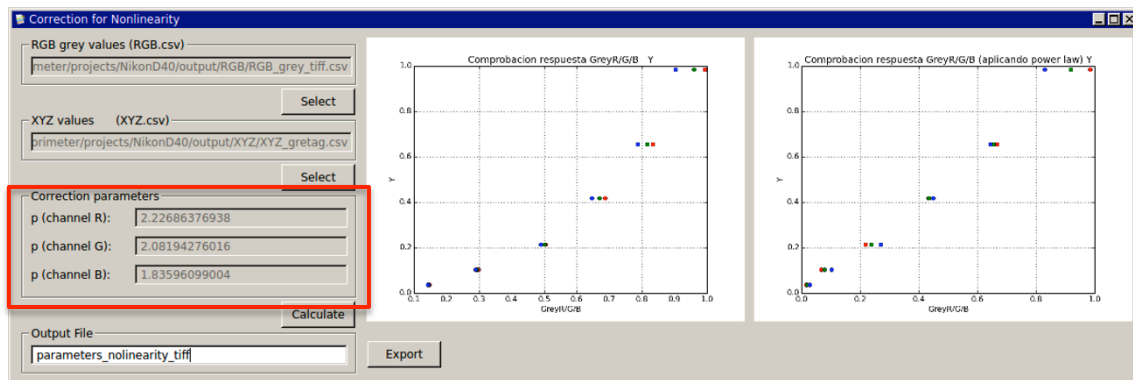 Correction for Nonlinearity
RGB grey values (RGB.csv)
meter/projects/NikonD40/output/RGB/RGB_grey_tiff.csv
Select
XYZ values (XYZ.csv)
primeter/projects/NikonD40/output/XYZ/XYZ_gretag.csv
Select
Correction parameters
p (channel R): 2.22686376938
p (channel G): 2.08194276016
p (channel B): 1.83596099004
Calculate
Output File
parameters_nolinearity_tiff
Export
Comprobacion respuesta GreyR/G/B Y
1.0
0.8
0.6
0.4
0.2
0.0
Y
0.1 0.2 0.3 0.4 0.5 0.6 0.7 0.8 0.9 1.0
GreyR/G/B
Comprobacion respuesta GreyR/G/B (aplicando power law) Y
1.0
0.8
0.6
0.4
0.2
0.0
Y
0.0 0.2 0.4 0.6 0.8 1.0
GreyR/G/B